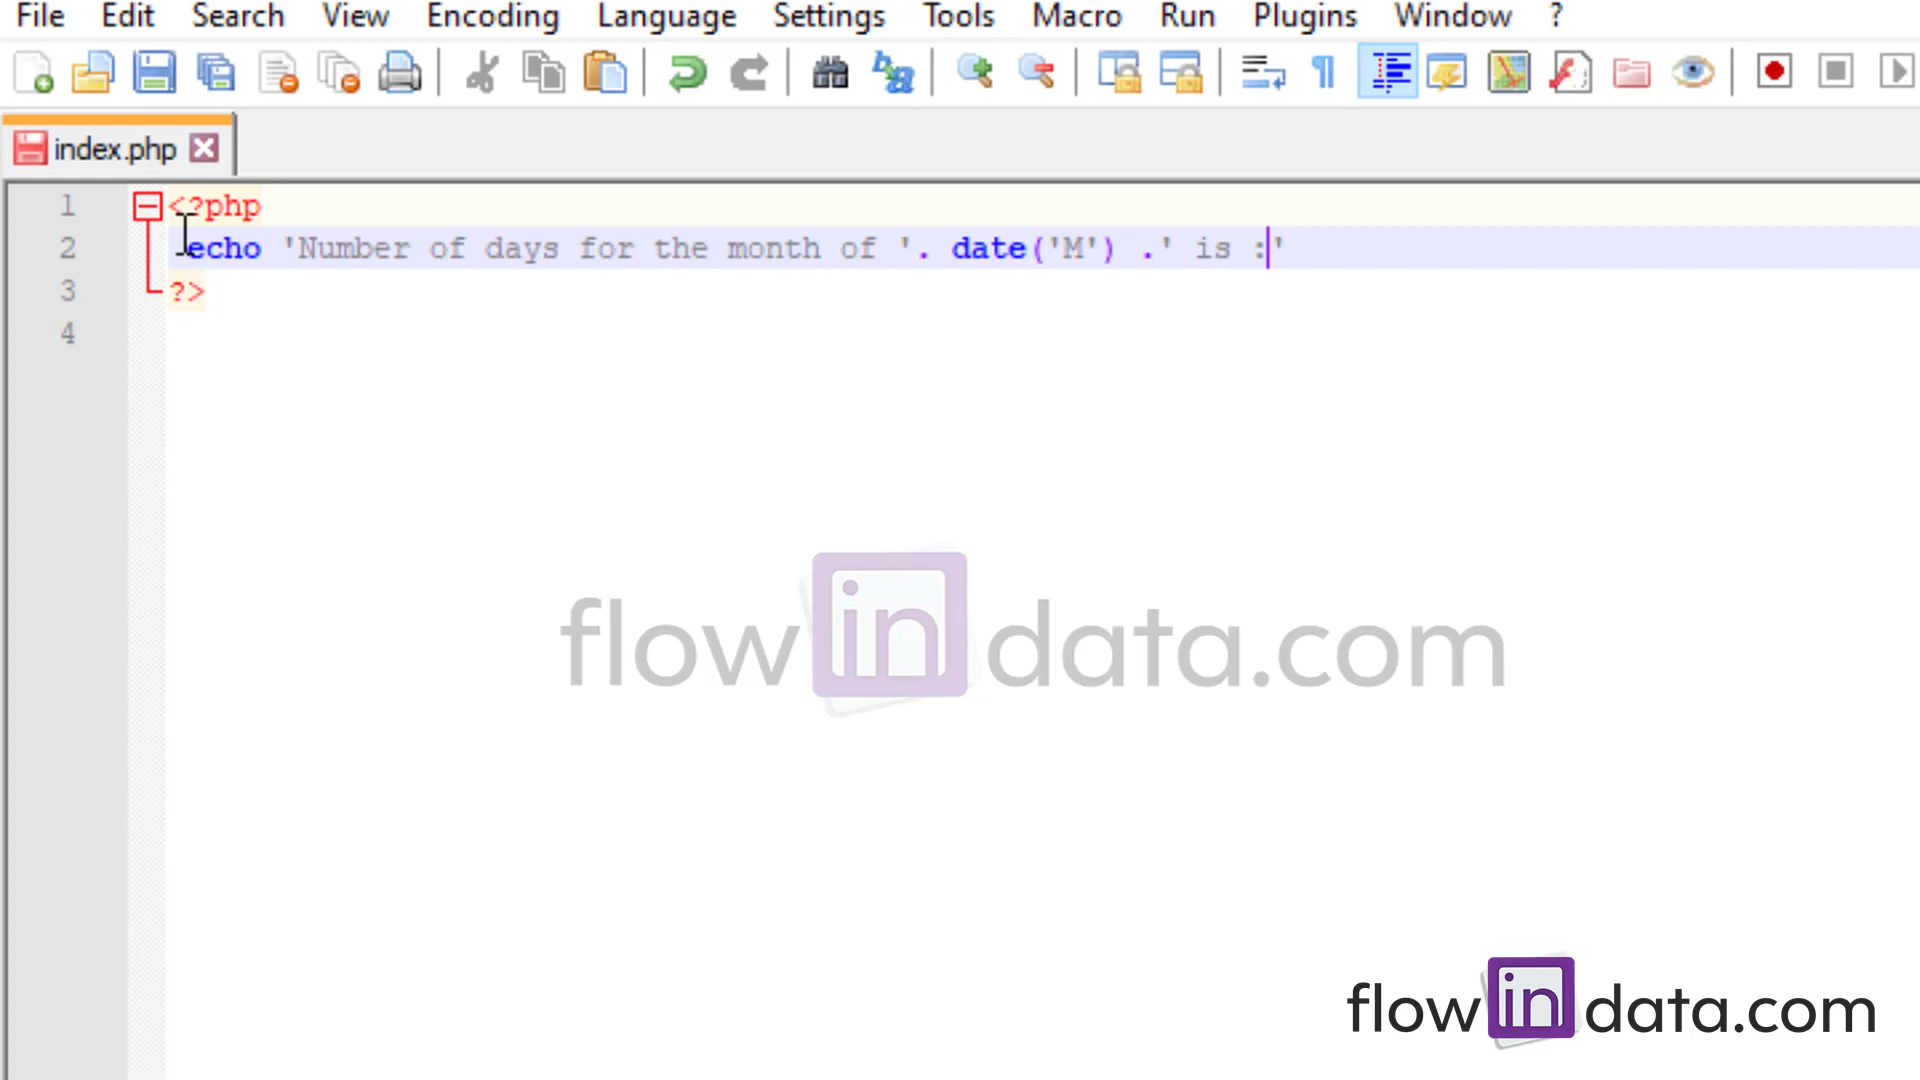 File Edit Search View Encoding Language Settings Tools Macro Run Plugins Window ?
index.php
1 <?php
2 echo 'Number of days for the month of '. date('M') .' is :'
3 ?>
4
flow in data.com
flow in data.com